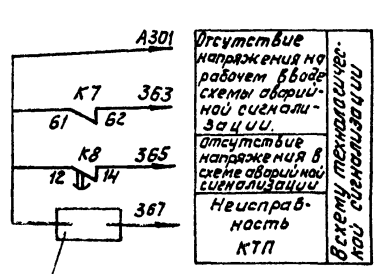 А301
К7
363
61
62
К8
365
12
14
367
Отсутствие
напряжения на
рабочем вводе
схемы аварий-
ной сигнали-
зации.
Отсутствие
напряжения в
схеме аварийной
сигнализации
Неисправ-
ность
КТП
В схему технологичес-
кой сигнализации